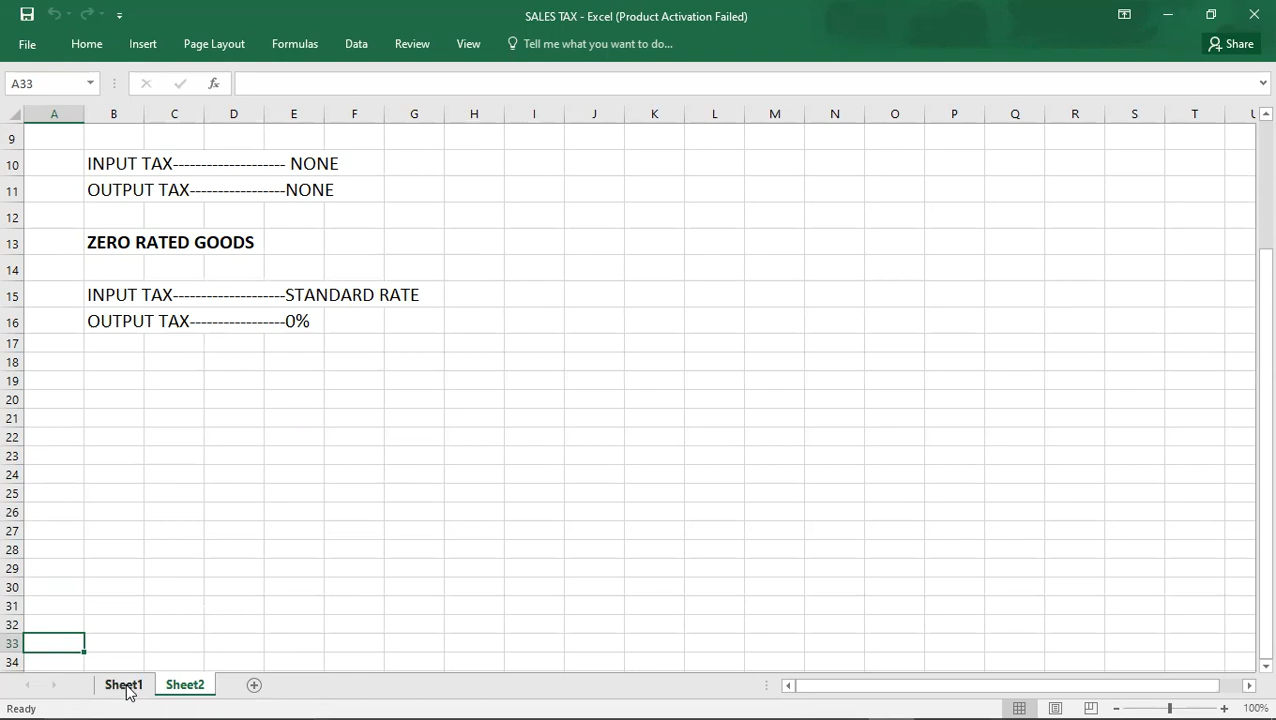 SALES TAX - Excel (Product Activation Failed)
File Home Insert Page Layout Formulas Data Review View Tell me what you want to do... Share
A33 fx
A B C D E F G H I J K L M N O P Q R S T U
9
10 INPUT TAX-------------------- NONE
11 OUTPUT TAX-----------------NONE
12
13 ZERO RATED GOODS
14
15 INPUT TAX--------------------STANDARD RATE
16 OUTPUT TAX-----------------0%
17
18
19
20
21
22
23
24
25
26
27
28
29
30
31
32
33
34
Sheet1 Sheet2
Ready 100%